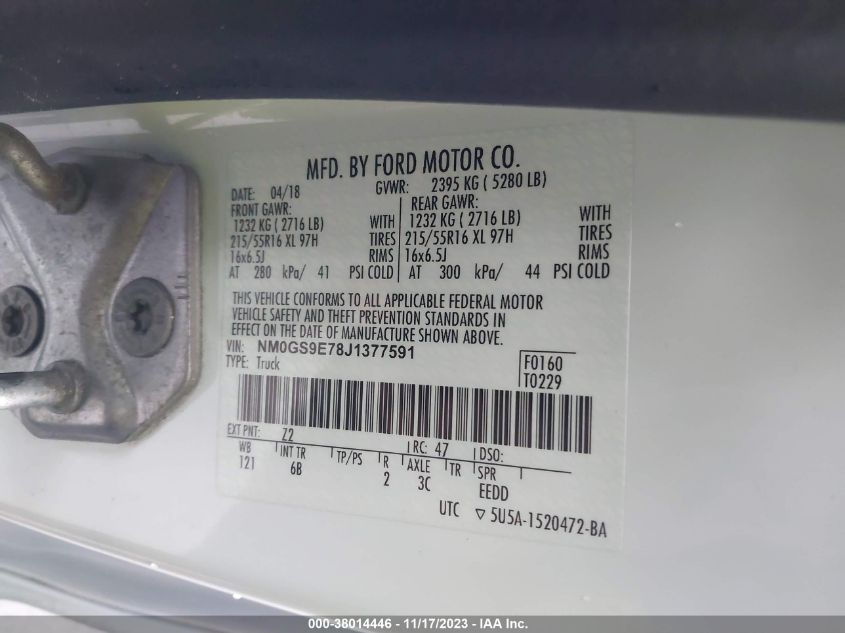 MFD. BY FORD MOTOR CO.
DATE: 04/18 GVWR: 2395 KG ( 5280 LB)
FRONT GAWR: REAR GAWR:
1232 KG ( 2716 LB) WITH 1232 KG ( 2716 LB) WITH
215/55R16 XL 97H TIRES 215/55R16 XL 97H TIRES
16x6.5J RIMS 16x6.5J RIMS
AT 280 kPa/ 41 PSI COLD AT 300 kPa/ 44 PSI COLD
THIS VEHICLE CONFORMS TO ALL APPLICABLE FEDERAL MOTOR
VEHICLE SAFETY AND THEFT PREVENTION STANDARDS IN
EFFECT ON THE DATE OF MANUFACTURE SHOWN ABOVE.
VIN: NM0GS9E78J1377591
TYPE: Truck
F0160
T0229
EXT PNT: Z2 RC: 47 DSO:
WB INT TR TP/PS R AXLE TR SPR
121 6B 2 3C EEDD
UTC ▽ 5U5A-1520472-BA
000-38014446 - 11/17/2023 - IAA Inc.